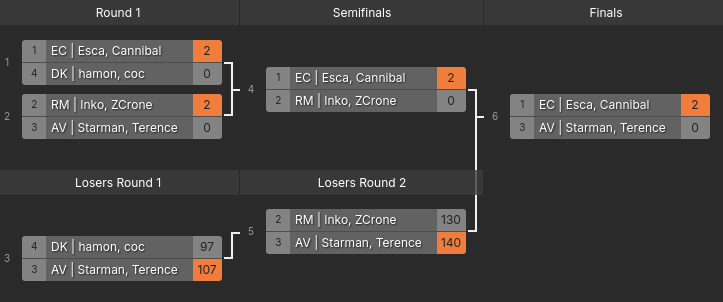 Round 1
Semifinals
Finals
1
1 EC | Esca, Cannibal 2
4 DK | hamon, coc 0
2
2 RM | Inko, ZCrone 2
3 AV | Starman, Terence 0
4
1 EC | Esca, Cannibal 2
2 RM | Inko, ZCrone 0
6
1 EC | Esca, Cannibal 2
3 AV | Starman, Terence 0
Losers Round 1
Losers Round 2
3
4 DK | hamon, coc 97
3 AV | Starman, Terence 107
5
2 RM | Inko, ZCrone 130
3 AV | Starman, Terence 140